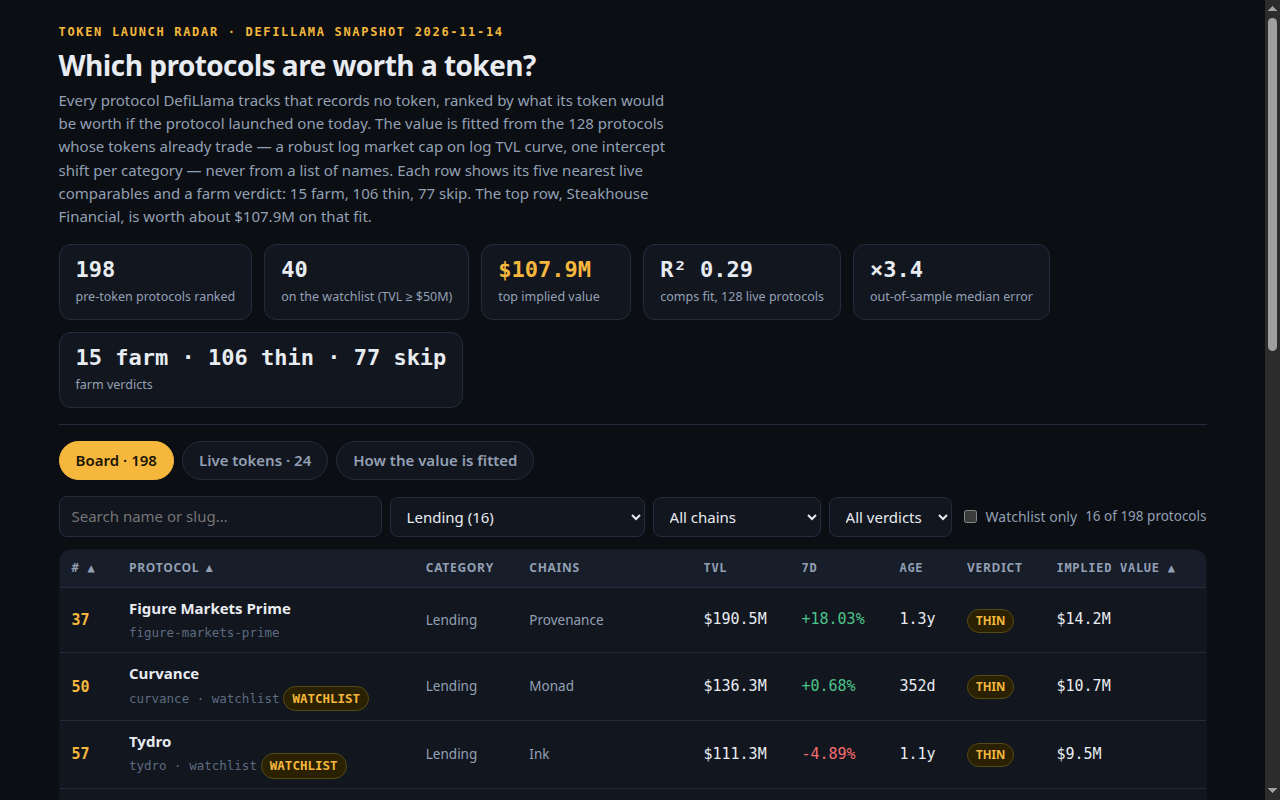 TOKEN LAUNCH RADAR · DEFILLAMA SNAPSHOT 2026-11-14
Which protocols are worth a token?
Every protocol DefiLlama tracks that records no token, ranked by what its token would
be worth if the protocol launched one today. The value is fitted from the 128 protocols
whose tokens already trade — a robust log market cap on log TVL curve, one intercept
shift per category — never from a list of names. Each row shows its five nearest live
comparables and a farm verdict: 15 farm, 106 thin, 77 skip. The top row, Steakhouse
Financial, is worth about $107.9M on that fit.
198
pre-token protocols ranked
40
on the watchlist (TVL ≥ $50M)
$107.9M
top implied value
R² 0.29
comps fit, 128 live protocols
×3.4
out-of-sample median error
15 farm · 106 thin · 77 skip
farm verdicts
Board · 198
Live tokens · 24
How the value is fitted
Search name or slug...
Lending (16)
All chains
All verdicts
Watchlist only
16 of 198 protocols
# ▲ PROTOCOL ▲ CATEGORY CHAINS TVL 7D AGE VERDICT IMPLIED VALUE ▲
37 Figure Markets Prime Lending Provenance $190.5M +18.03% 1.3y THIN $14.2M
figure-markets-prime
50 Curvance Lending Monad $136.3M +0.68% 352d THIN $10.7M
curvance · watchlist WATCHLIST
57 Tydro Lending Ink $111.3M -4.89% 1.1y THIN $9.5M
tydro · watchlist WATCHLIST